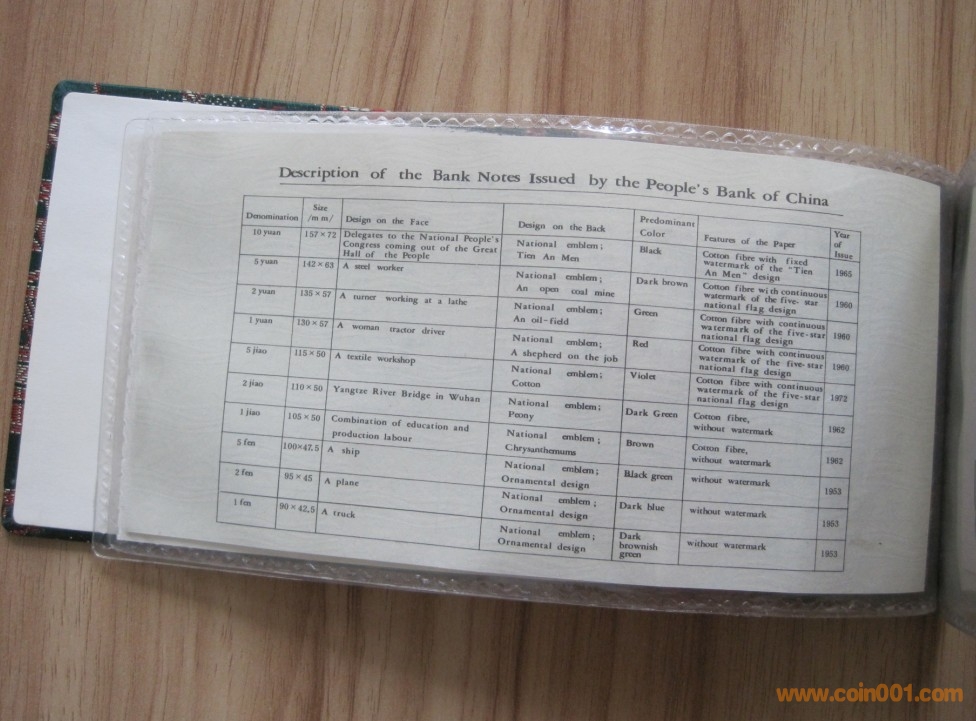 Description of the Bank Notes Issued by the People's Bank of China
Denomination Size /mm/ Design on the Face Design on the Back Predominant Color Features of the Paper Year of Issue
10 yuan 157×72 Delegates to the National People's Congress coming out of the Great Hall of the People National emblem; Tien An Men Black Cotton fibre with fixed watermark of the "Tien An Men" design 1965
5 yuan 142×63 A steel worker National emblem; An open coal mine Dark brown Cotton fibre with continuous watermark of the five-star national flag design 1960
2 yuan 135×57 A turner working at a lathe National emblem; An oil-field Green Cotton fibre with continuous watermark of the five-star national flag design 1960
1 yuan 130×57 A woman tractor driver National emblem; A shepherd on the job Red Cotton fibre with continuous watermark of the five-star national flag design 1960
5 jiao 115×50 A textile workshop National emblem; Cotton Violet Cotton fibre with continuous watermark of the five-star national flag design 1972
2 jiao 110×50 Yangtze River Bridge in Wuhan National emblem; Peony Dark Green Cotton fibre, without watermark 1962
1 jiao 105×50 Combination of education and production labour National emblem; Chrysanthemums Brown Cotton fibre, without watermark 1962
5 fen 100×47.5 A ship National emblem; Ornamental design Black green without watermark 1953
2 fen 95×45 A plane National emblem; Ornamental design Dark blue without watermark 1953
1 fen 90×42.5 A truck National emblem; Ornamental design Dark brownish green without watermark 1953
www.coin001.com